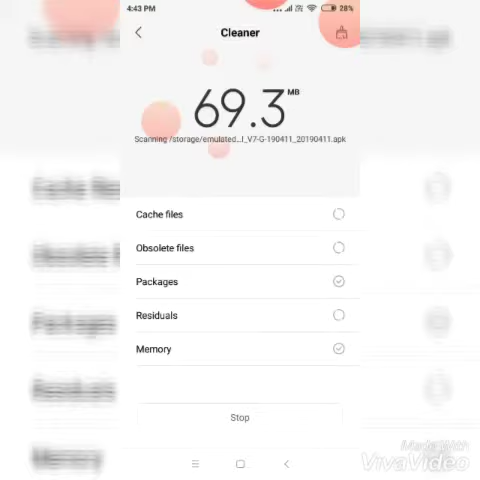 4:43 PM
28%
Cleaner
69.3 MB
Scanning /storage/emulated...I_V7-G-190411_20190411.apk
Cache files
Obsolete files
Packages
Residuals
Memory
Stop
Made With
VivaVideo